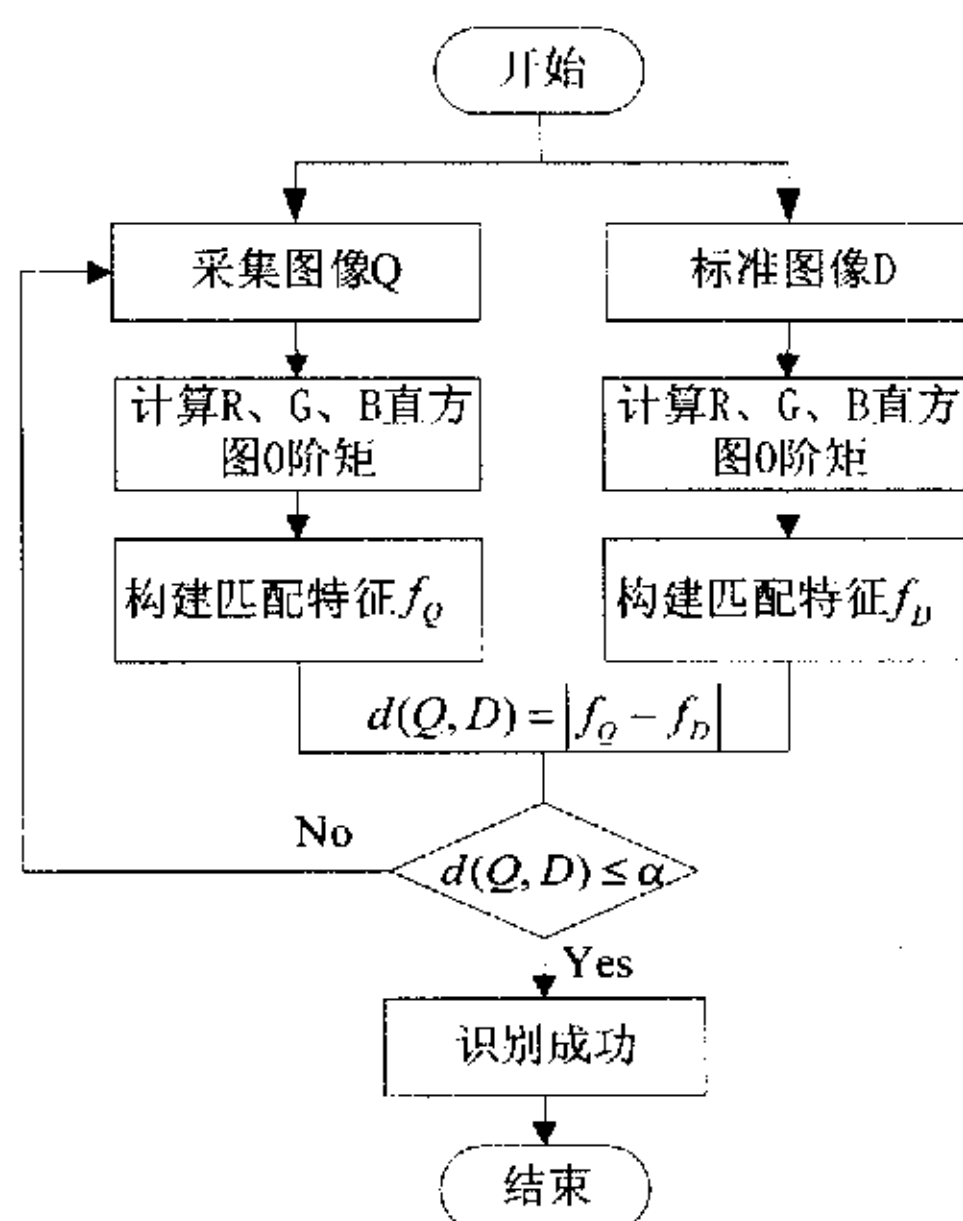 开始
采集图像Q
标准图像D
计算R、G、B直方
图0阶矩
计算R、G、B直方
图0阶矩
构建匹配特征f_Q
构建匹配特征f_D
d(Q,D)=|f_Q-f_D|
No
d(Q,D)≤α
Yes
识别成功
结束